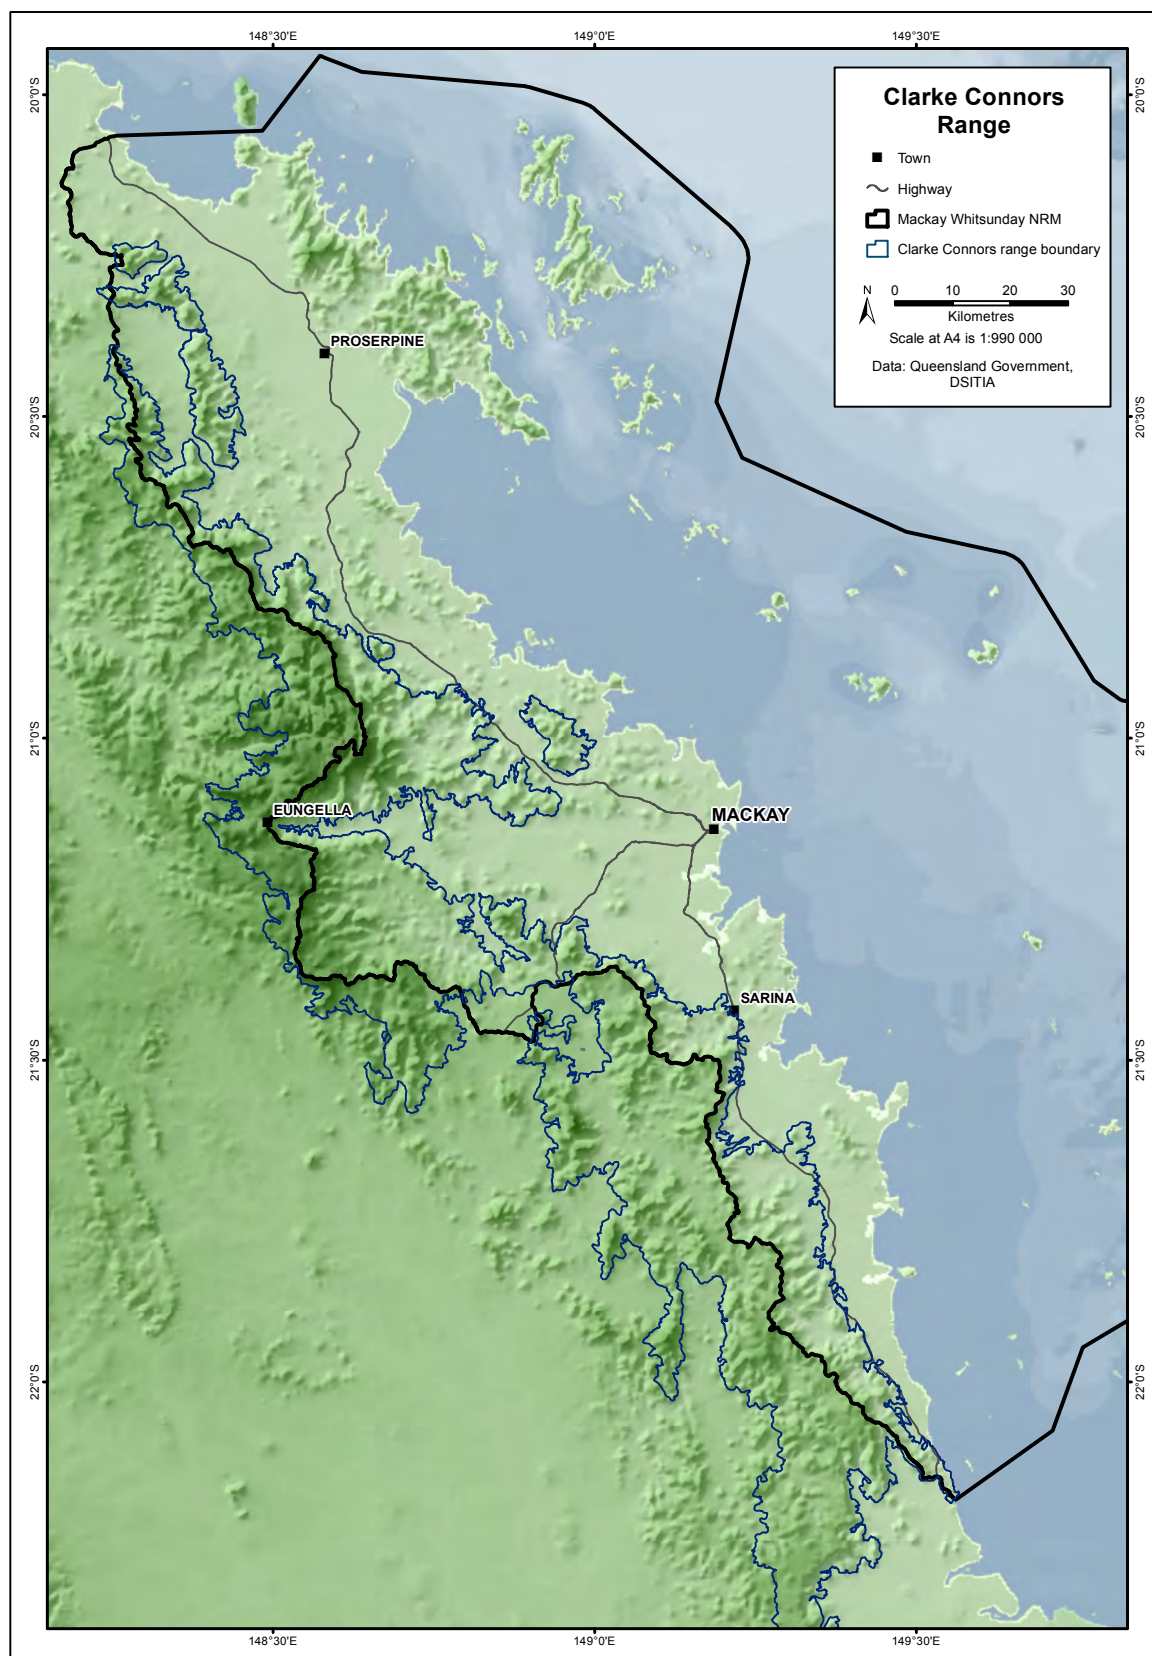 148°30'E
149°0'E
149°30'E
20°0'S
20°0'S
Clarke Connors
Range
Town
Highway
Mackay Whitsunday NRM
Clarke Connors range boundary
N
0 10 20 30
Kilometres
Scale at A4 is 1:990 000
Data: Queensland Government,
DSITIA
PROSERPINE
20°30'S
20°30'S
21°0'S
21°0'S
EUNGELLA
MACKAY
SARINA
21°30'S
21°30'S
22°0'S
22°0'S
148°30'E
149°0'E
149°30'E